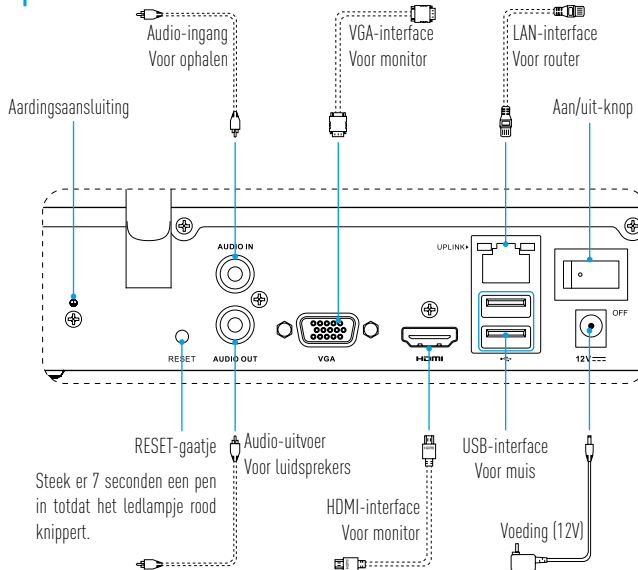 Audio-ingang
Voor ophalen
VGA-interface
Voor monitor
LAN-interface
Voor router
Aardingsaansluiting
Aan/uit-knop
AUDIO IN
UPLINK
OFF
RESET
AUDIO OUT
VGA
HDMI
12V
RESET-gaatje
Steek er 7 seconden een pen
in totdat het ledlampje rood
knippert.
Audio-uitvoer
Voor luidsprekers
HDMI-interface
Voor monitor
USB-interface
Voor muis
Voeding (12V)